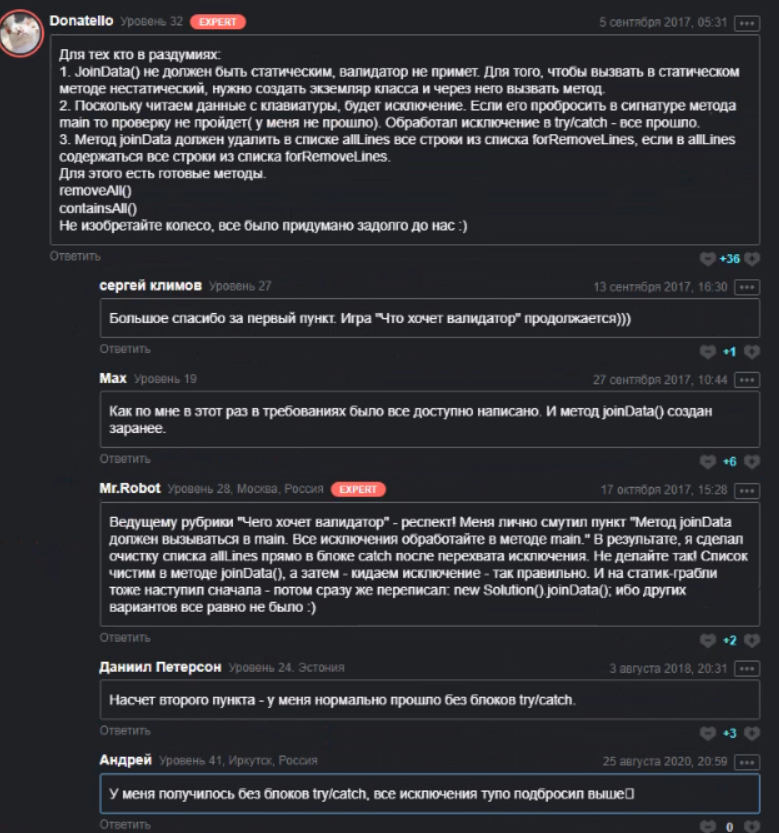 Donatello Уровень 32 EXPERT 5 сентября 2017, 05:31
Для тех кто в раздумиях:
1. JoinData() не должен быть статическим, валидатор не примет. Для того, чтобы вызвать в статическом
методе нестатический, нужно создать экземляр класса и через него вызвать метод.
2. Поскольку читаем данные с клавиатуры, будет исключение. Если его пробросить в сигнатуре метода
main то проверку не пройдет( у меня не прошло). Обработал исключение в try/catch - все прошло.
3. Метод joinData должен удалить в списке allLines все строки из списка forRemoveLines, если в allLines
содержаться все строки из списка forRemoveLines.
Для этого есть готовые методы.
removeAll()
containsAll()
Не изобретайте колесо, все было придумано задолго до нас :)
Ответить +36
сергей климов Уровень 27 13 сентября 2017, 16:30
Большое спасибо за первый пункт. Игра "Что хочет валидатор" продолжается)))
Ответить +1
Max Уровень 19 27 сентября 2017, 10:44
Как по мне в этот раз в требованиях было все доступно написано. И метод joinData() создан
заранее.
Ответить +6
Mr.Robot Уровень 28, Москва, Россия EXPERT 17 октября 2017, 15:28
Ведущему рубрики "Чего хочет валидатор" - респект! Меня лично смутил пункт "Метод joinData
должен вызываться в main. Все исключения обработайте в методе main." В результате, я сделал
очистку списка allLines прямо в блоке catch после перехвата исключения. Не делайте так! Список
чистим в методе joinData(), а затем - кидаем исключение - так правильно. И на статик-грабли
тоже наступил сначала - потом сразу же переписал: new Solution().joinData(); ибо других
вариантов все равно не было :)
Ответить +2
Даниил Петерсон Уровень 24, Эстония 3 августа 2018, 20:31
Насчет второго пункта - у меня нормально прошло без блоков try/catch.
Ответить +3
Андрей Уровень 41, Иркутск, Россия 25 августа 2020, 20:59
У меня получилось без блоков try/catch, все исключения тупо подбросил выше
Ответить 0